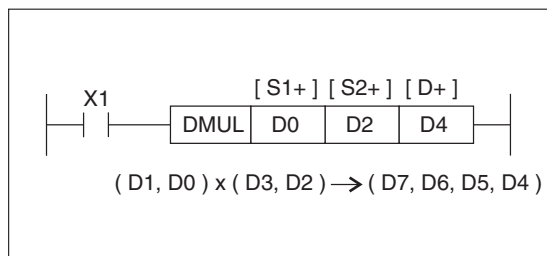 X1
[ S1+ ] [ S2+ ] [ D+ ]
DMUL D0 D2 D4
( D1, D0 ) x ( D3, D2 ) → ( D7, D6, D5, D4 )